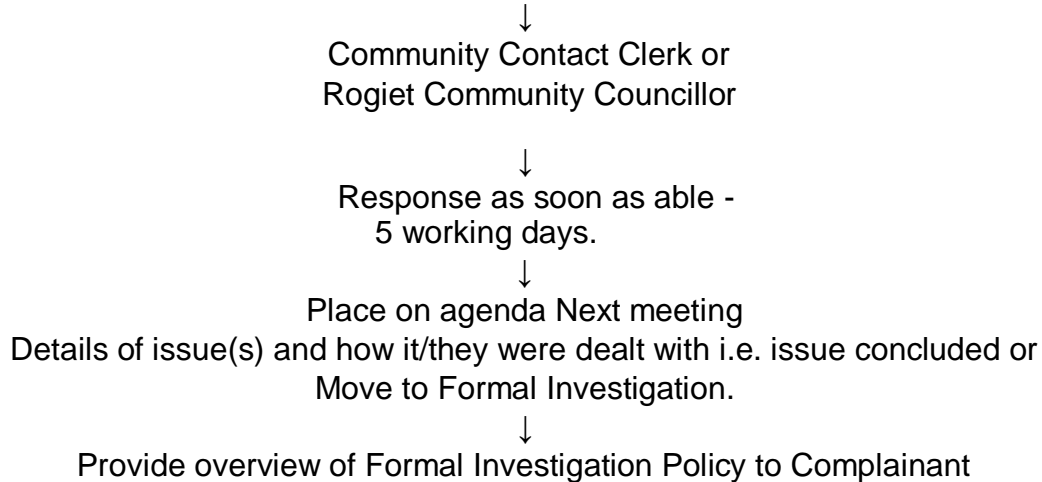 ↓
Community Contact Clerk or
Rogiet Community Councillor
↓
Response as soon as able -
5 working days.
↓
Place on agenda Next meeting
Details of issue(s) and how it/they were dealt with i.e. issue concluded or
Move to Formal Investigation.
↓
Provide overview of Formal Investigation Policy to Complainant